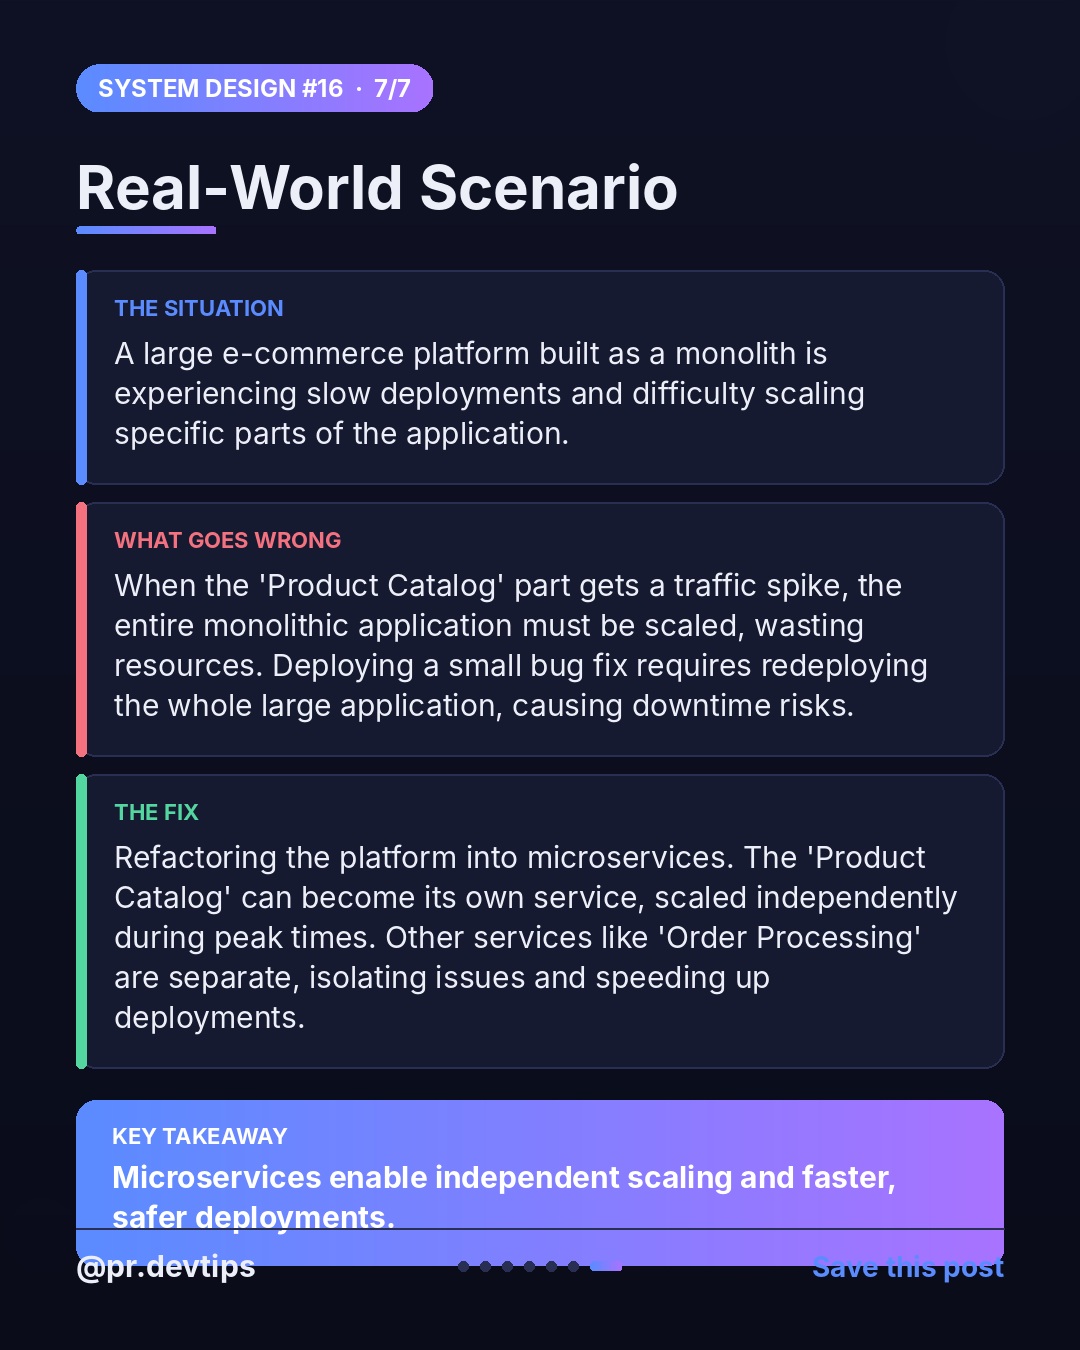 SYSTEM DESIGN #16 · 7/7
Real-World Scenario
THE SITUATION
A large e-commerce platform built as a monolith is
experiencing slow deployments and difficulty scaling
specific parts of the application.
WHAT GOES WRONG
When the 'Product Catalog' part gets a traffic spike, the
entire monolithic application must be scaled, wasting
resources. Deploying a small bug fix requires redeploying
the whole large application, causing downtime risks.
THE FIX
Refactoring the platform into microservices. The 'Product
Catalog' can become its own service, scaled independently
during peak times. Other services like 'Order Processing'
are separate, isolating issues and speeding up
deployments.
KEY TAKEAWAY
Microservices enable independent scaling and faster,
safer deployments.
@pr.devtips
Save this post